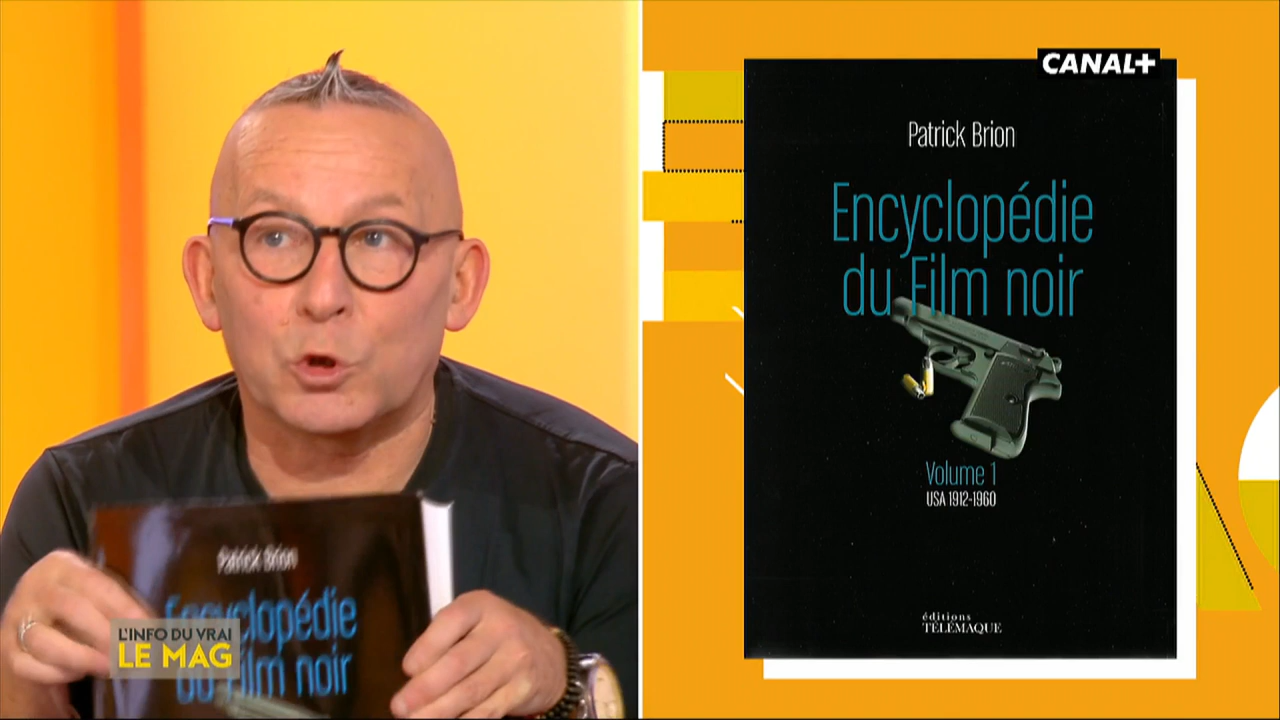 CANAL+
Patrick Brion
Encyclopédie
du Film noir
Volume 1
USA 1912-1960
éditions
TÉLÉMAQUE
Patrick Brion
Encyclopédie
du Film noir
L'INFO DU VRAI
LE MAG